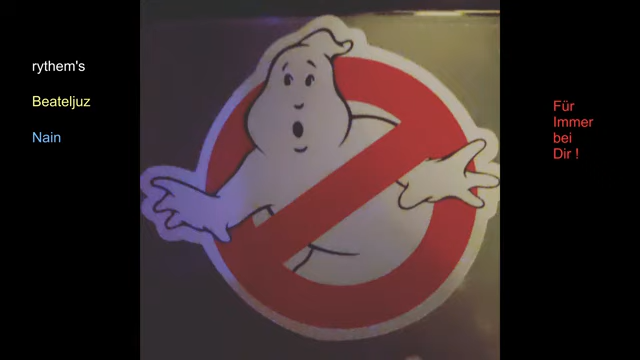 rythem's
Beateljuz
Nain
Für
Immer
bei
Dir !